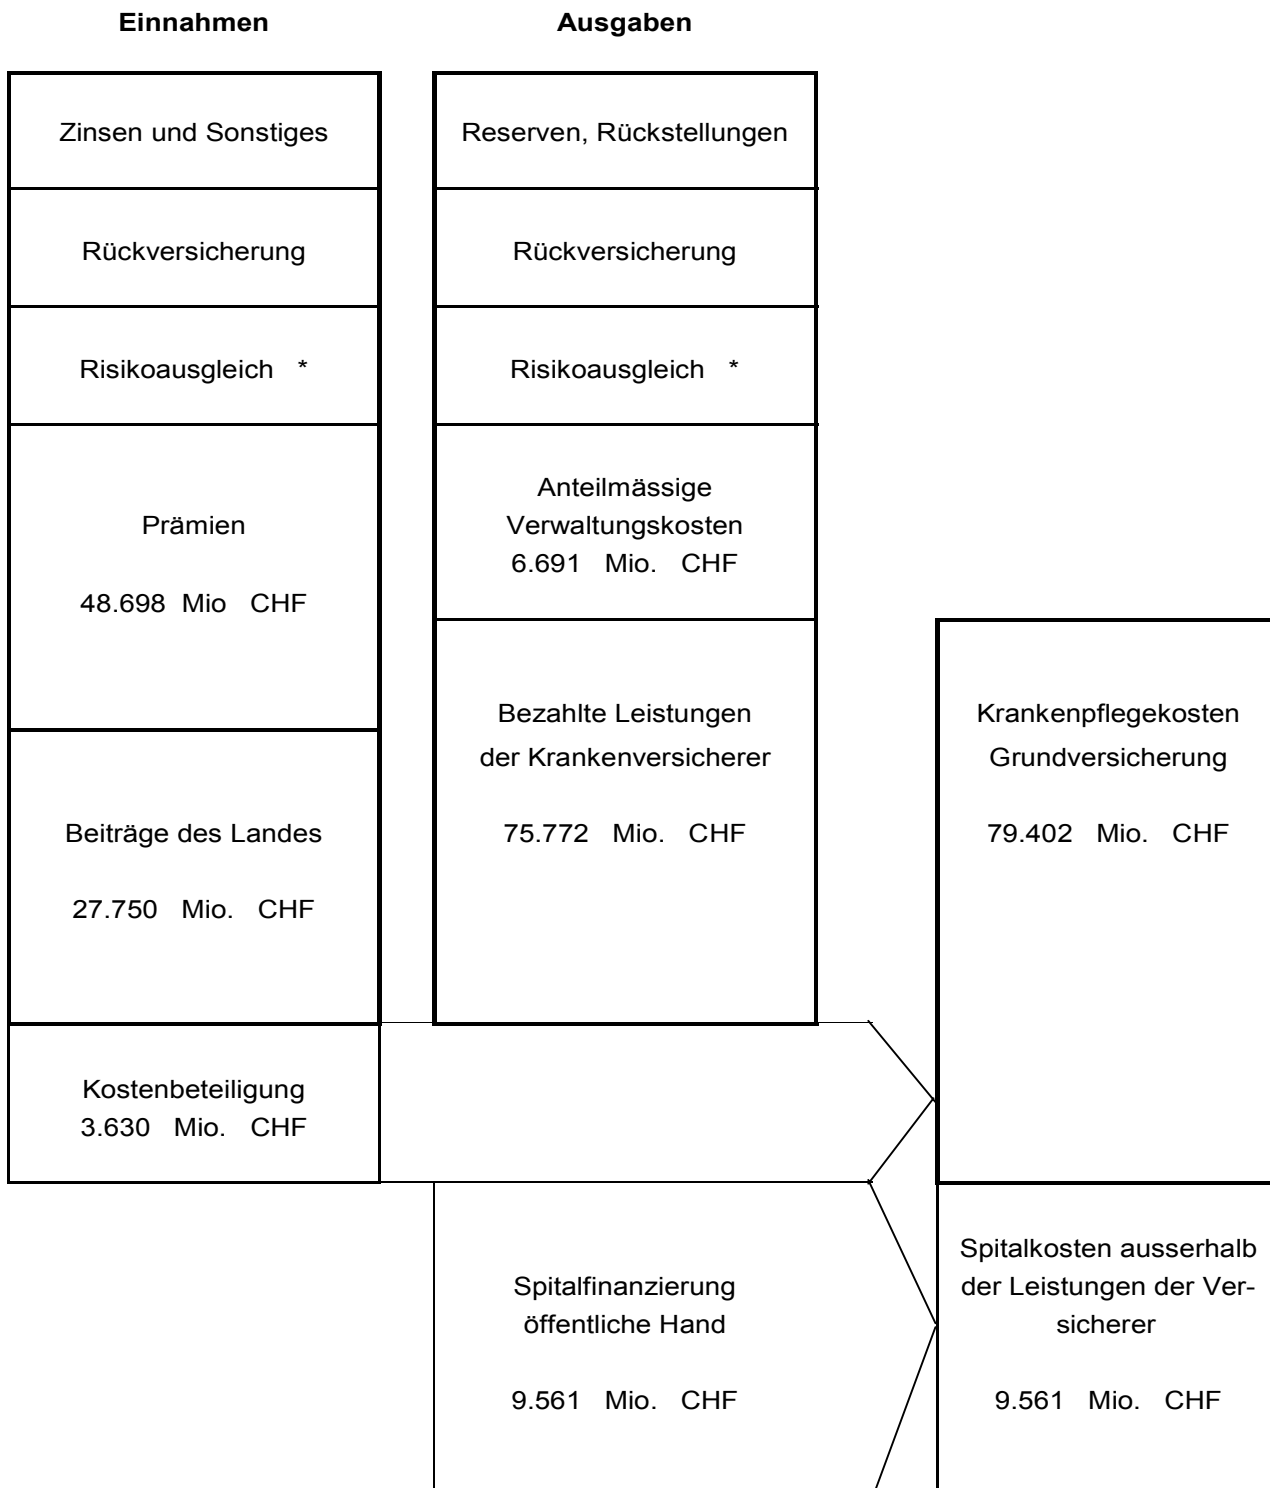 Einnahmen
Ausgaben
Zinsen und Sonstiges
Reserven, Rückstellungen
Rückversicherung
Rückversicherung
Risikoausgleich *
Risikoausgleich *
Prämien
48.698 Mio CHF
Anteilmässige
Verwaltungskosten
6.691 Mio. CHF
Beiträge des Landes
27.750 Mio. CHF
Bezahlte Leistungen
der Krankenversicherer
75.772 Mio. CHF
Krankenpflegekosten
Grundversicherung
79.402 Mio. CHF
Kostenbeteiligung
3.630 Mio. CHF
Spitalfinanzierung
öffentliche Hand
9.561 Mio. CHF
Spitalkosten ausserhalb
der Leistungen der Ver-
sicherer
9.561 Mio. CHF